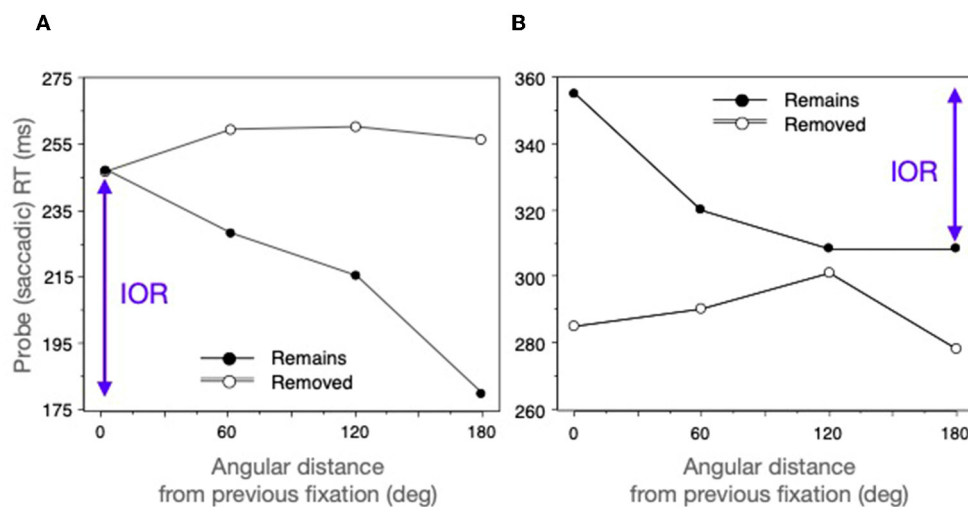 A
B
275
255
235
215
195
175
Probe (saccadic) RT (ms)
IOR
Remains
Removed
0
60
120
180
Angular distance
from previous fixation (deg)
360
340
320
300
280
260
Remains
Removed
IOR
0
60
120
180
Angular distance
from previous fixation (deg)